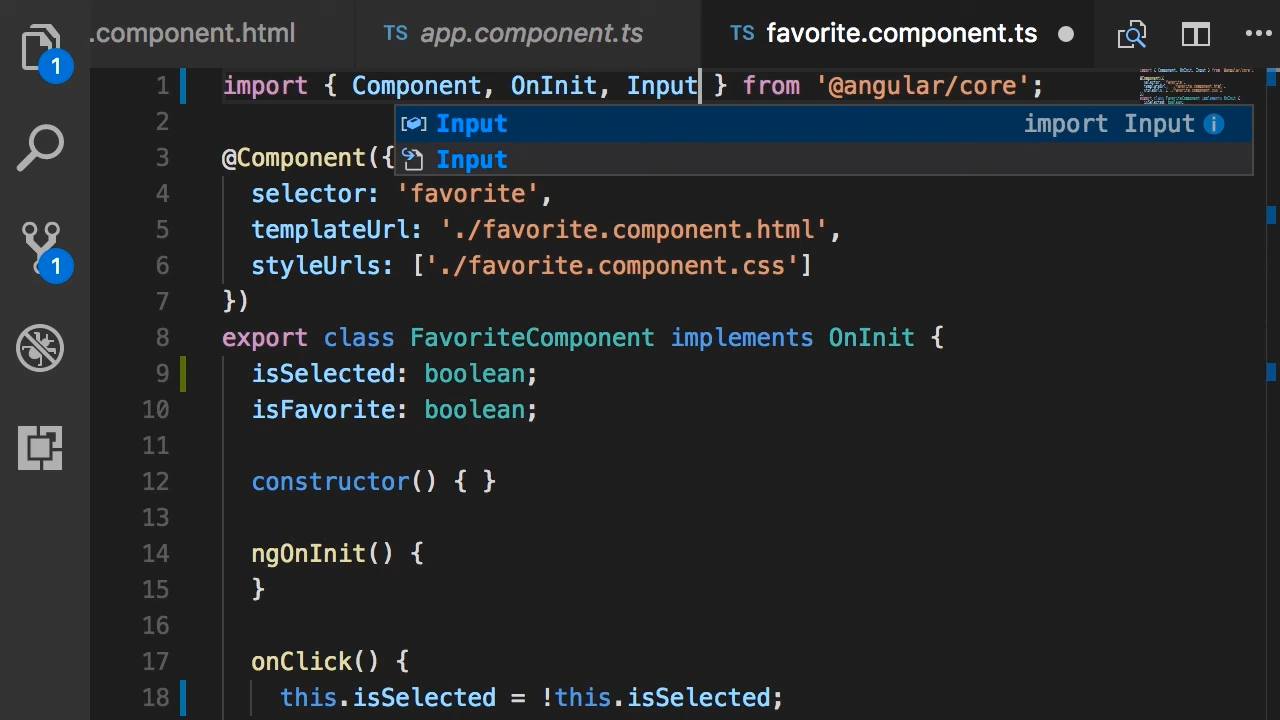 .component.html TS app.component.ts TS favorite.component.ts
1
1
1 import { Component, OnInit, Input } from '@angular/core';
2 Input import Input
3 @Component({ Input
4 selector: 'favorite',
5 templateUrl: './favorite.component.html',
6 styleUrls: ['./favorite.component.css']
7 })
8 export class FavoriteComponent implements OnInit {
9 isSelected: boolean;
10 isFavorite: boolean;
11
12 constructor() { }
13
14 ngOnInit() {
15 }
16
17 onClick() {
18 this.isSelected = !this.isSelected;